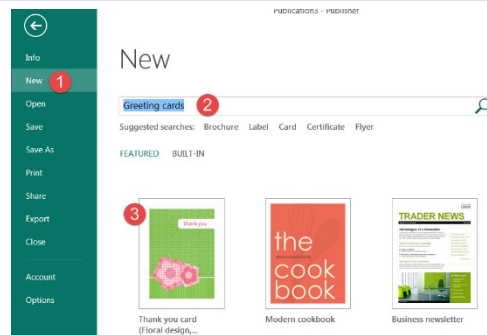 Publication3 - Publisher
Info
New 1
Open
Save
Save As
Print
Share
Export
Close
Account
Options
New
Greeting cards 2
Suggested searches: Brochure Label Card Certificate Flyer
FEATURED BUILT-IN
3
thank you
the
cook
book
TRADER NEWS
Thank you card
(Floral design,...
Modern cookbook
Business newsletter